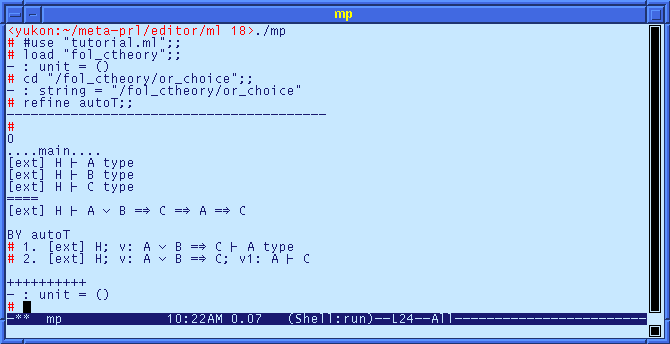 mp
<yukon:~/meta-prl/editor/ml 18>./mp
# #use "tutorial.ml";;
# load "fol_ctheory";;
- : unit = ()
# cd "/fol_ctheory/or_choice";;
- : string = "/fol_ctheory/or_choice"
# refine autoT;;
----------------------------------------
#
0
....main....
[ext] H ⊢ A type
[ext] H ⊢ B type
[ext] H ⊢ C type
====
[ext] H ⊢ A ∨ B ⇒ C ⇒ A ⇒ C
BY autoT
# 1. [ext] H; v: A ∨ B ⇒ C ⊢ A type
# 2. [ext] H; v: A ∨ B ⇒ C; v1: A ⊢ C
++++++++++
- : unit = ()
#
-** mp 10:22AM 0.07 (Shell:run)--L24--All------------------------